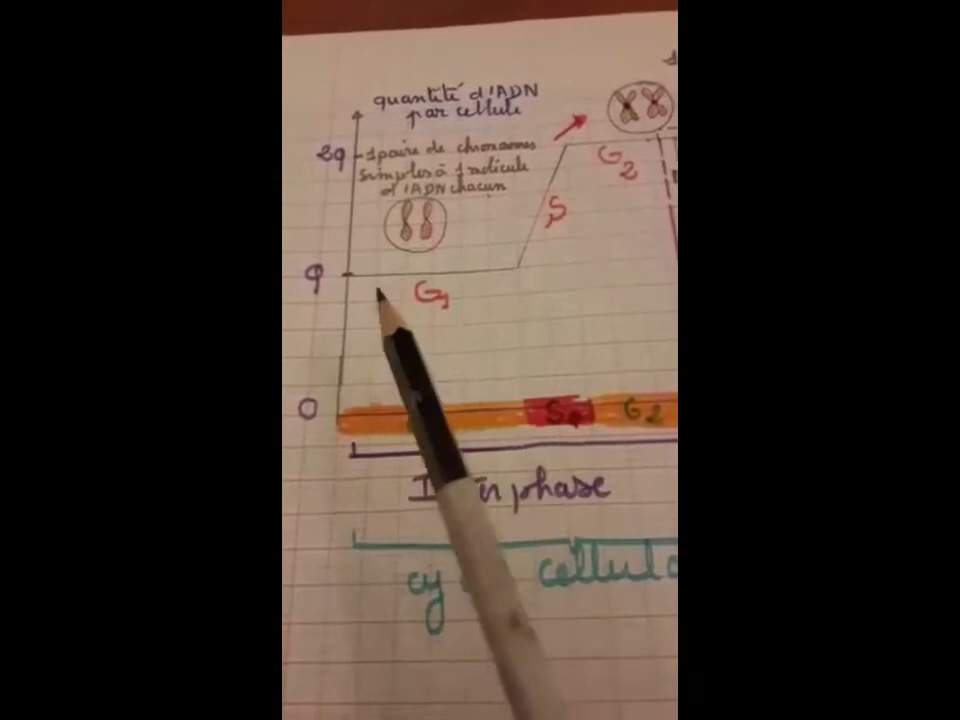 quantité d'ADN
par cellule
2q
1 paire de chromosomes
simples à 1 molécule
d'ADN chacun
G2
S
q
G1
0
S
G2
phase
cellula